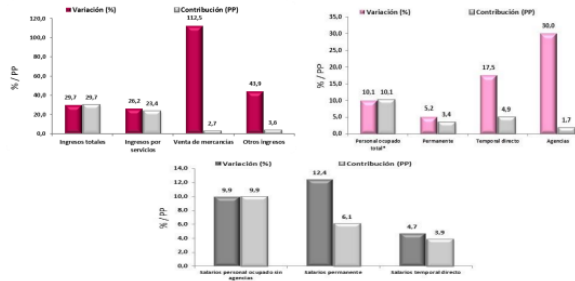 Variación (%) Contribución (PP)
120,0
100,0
80,0
60,0
40,0
20,0
0,0
% / PP
29,7 29,7
26,2 23,4
112,5
2,7
43,9
3,6
Ingresos totales
Ingresos por servicios
Venta de mercancías
Otros ingresos
Variación (%) Contribución (PP)
35,0
30,0
25,0
20,0
15,0
10,0
5,0
0,0
% / PP
10,1 10,1
5,2
3,4
17,5
4,9
30,0
1,7
Personal ocupado
total*
Permanente
Temporal directo
Agencias
Variación (%) Contribución (PP)
14,0
12,0
10,0
8,0
6,0
4,0
2,0
0,0
% / PP
9,9 9,9
12,4
6,1
4,7
3,9
Salarios personal ocupado sin
agencias
Salarios permanente
Salarios temporal directo